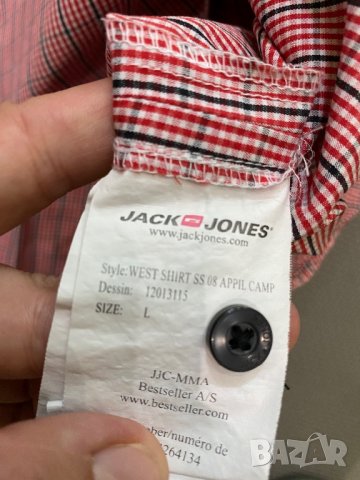 JACK JONES®
www.jackjones.com
Style: WEST SHIRT SS 08 APPIL CAMP
Dessin: 12013115
SIZE: L
JJC-MMA
Bestseller A/S
www.bestseller.com
ber/numéro de
264134
BAZAR